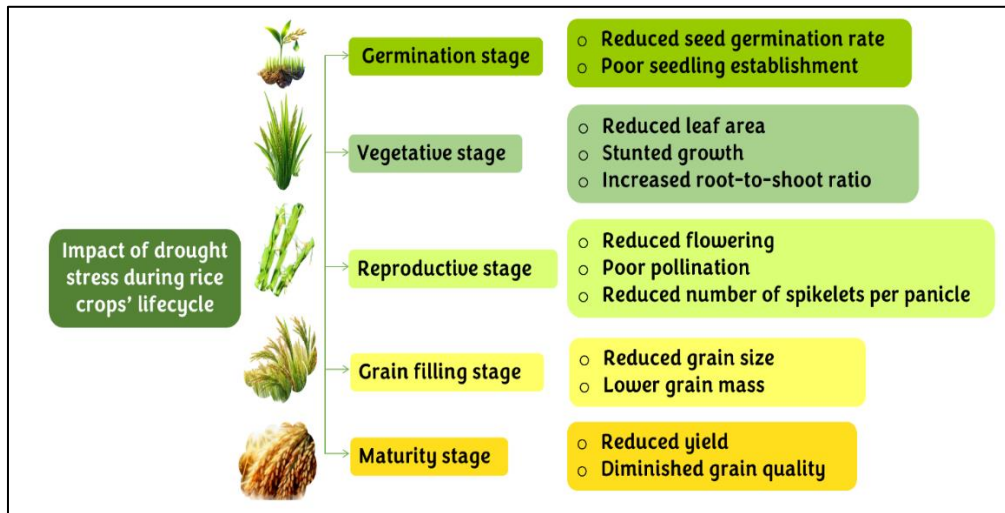 Impact of drought
stress during rice
crops' lifecycle
Germination stage
o Reduced seed germination rate
o Poor seedling establishment
Vegetative stage
o Reduced leaf area
o Stunted growth
o Increased root-to-shoot ratio
Reproductive stage
o Reduced flowering
o Poor pollination
o Reduced number of spikelets per panicle
Grain filling stage
o Reduced grain size
o Lower grain mass
Maturity stage
o Reduced yield
o Diminished grain quality